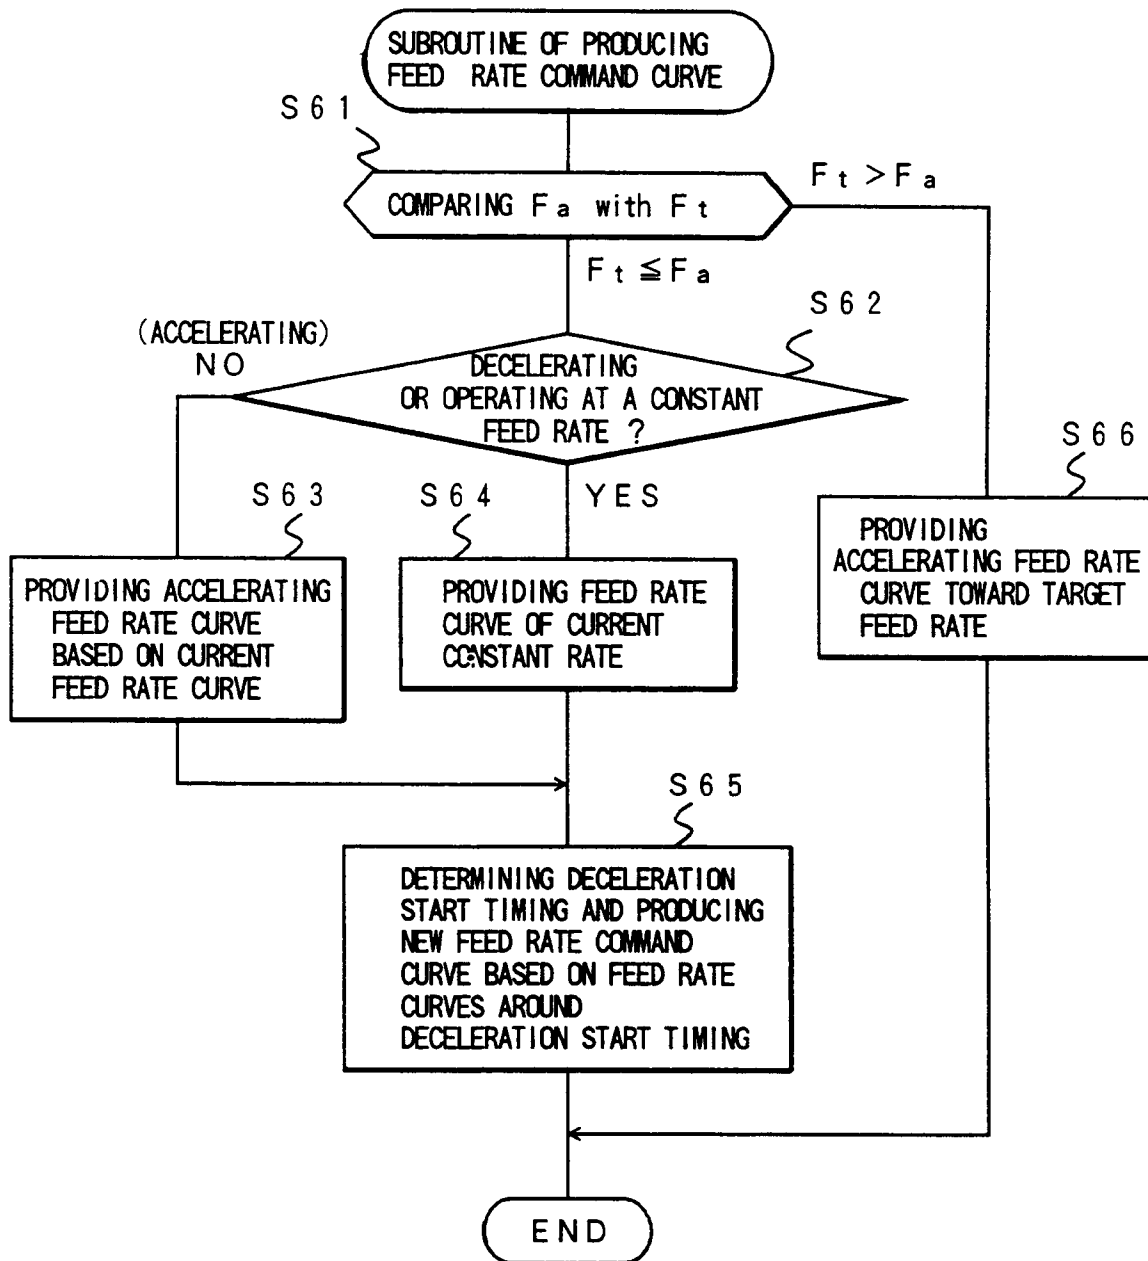 SUBROUTINE OF PRODUCING
FEED RATE COMMAND CURVE
S61
COMPARING Fa with Ft
Ft > Fa
Ft ≦ Fa
S62
(ACCELERATING)
NO
DECELERATING
OR OPERATING AT A CONSTANT
FEED RATE ?
YES
S63
PROVIDING ACCELERATING
FEED RATE CURVE
BASED ON CURRENT
FEED RATE CURVE
S64
PROVIDING FEED RATE
CURVE OF CURRENT
CONSTANT RATE
S66
PROVIDING
ACCELERATING FEED RATE
CURVE TOWARD TARGET
FEED RATE
S65
DETERMINING DECELERATION
START TIMING AND PRODUCING
NEW FEED RATE COMMAND
CURVE BASED ON FEED RATE
CURVES AROUND
DECELERATION START TIMING
END